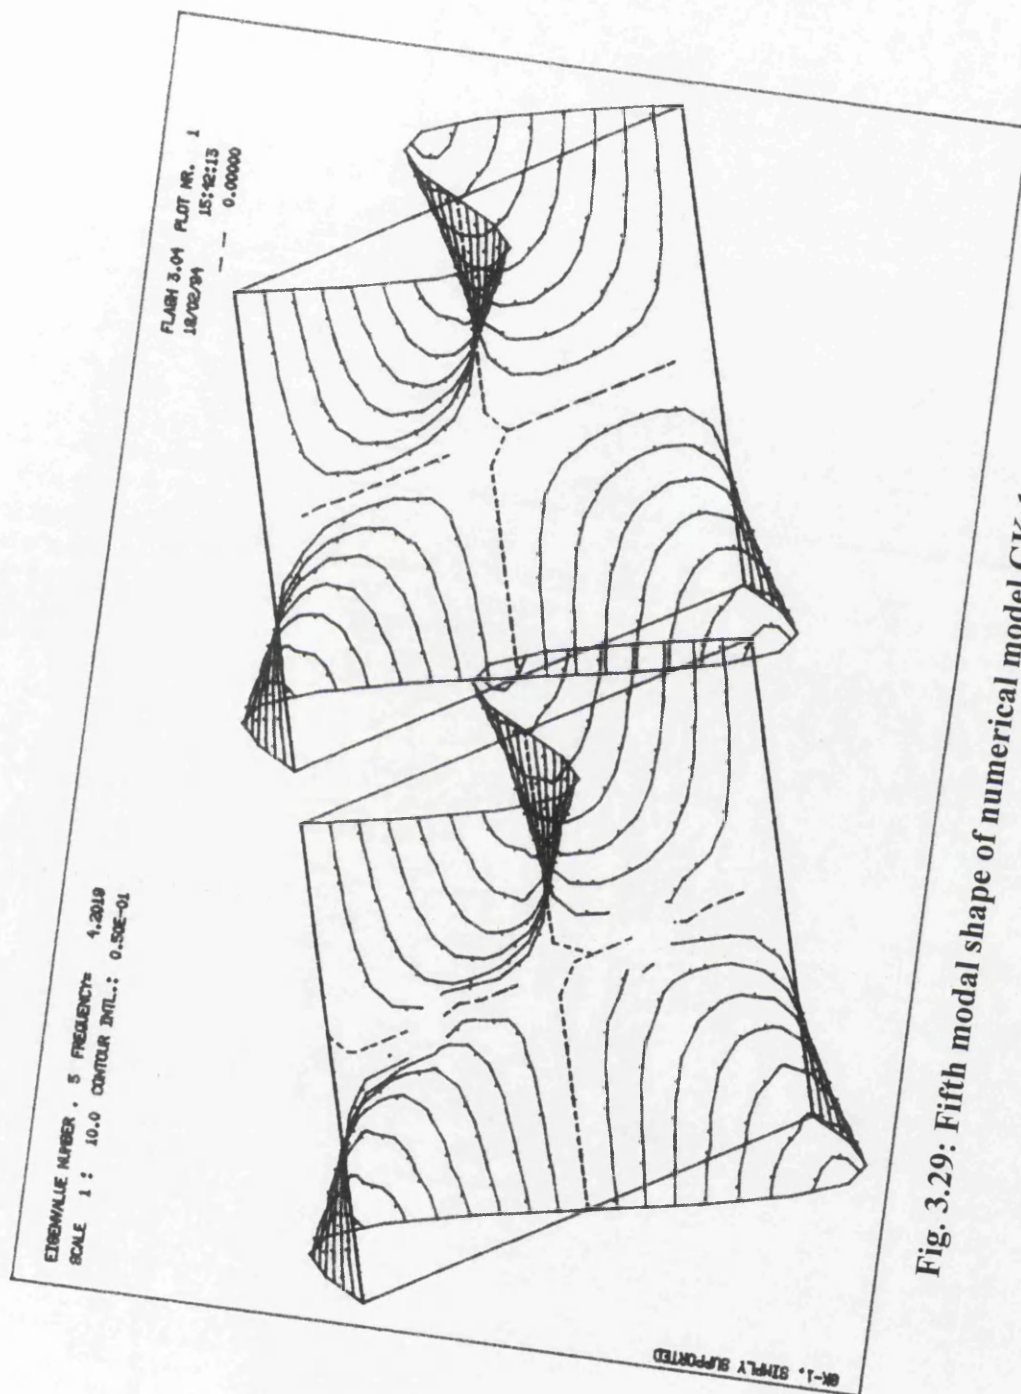 EIGENVALUE NUMBER . 5 FREQUENCY= 4.2019
SCALE 1 : 10.0 CONTOUR INTL.: 0.50E-01
FLASH 3.04 PLOT NR. 1
18/02/94 15:42:13
— — 0.00000
GK-1, SIMPLY SUPPORTED
Fig. 3.29: Fifth modal shape of numerical model GK-1